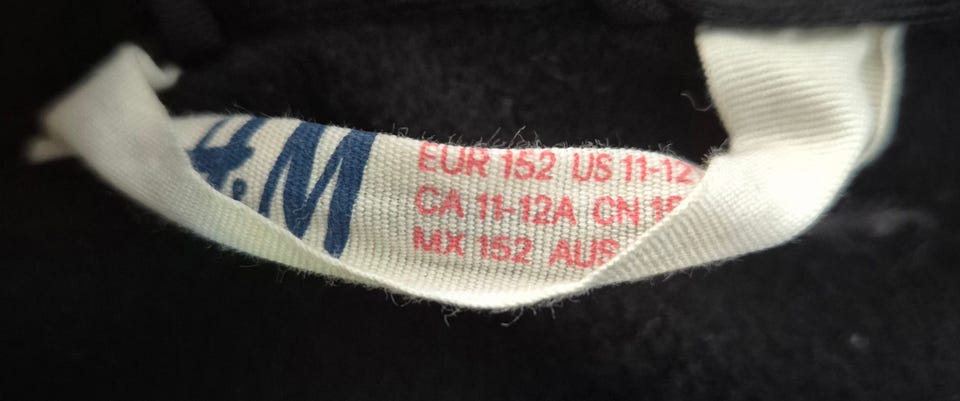 H&M
EUR 152 US 11-12
CA 11-12A CN
MX 152 AUS